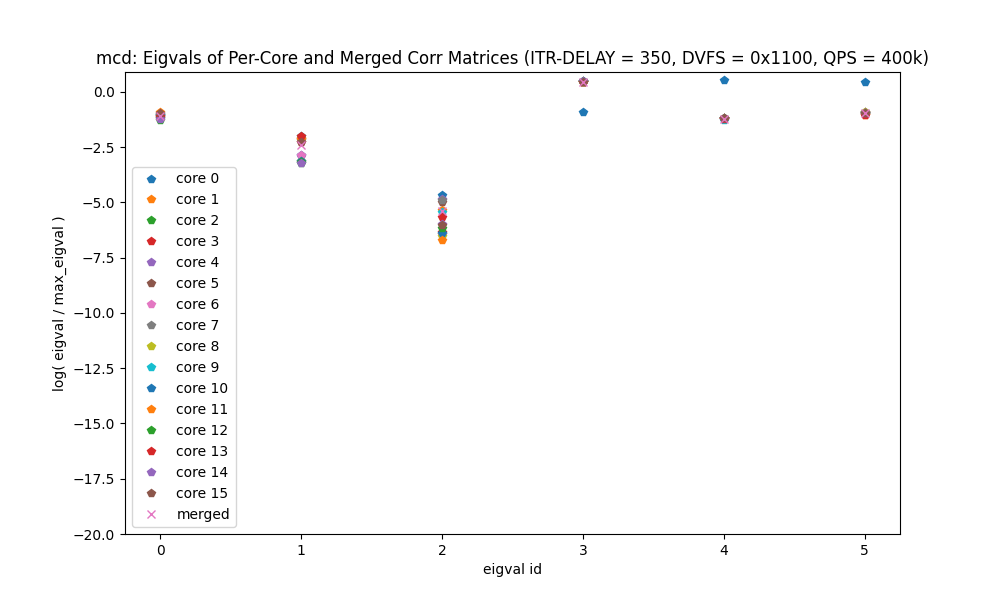 mcd: Eigvals of Per-Core and Merged Corr Matrices (ITR-DELAY = 350, DVFS = 0x1100, QPS = 400k)
log( eigval / max_eigval )
0.0
−2.5
−5.0
−7.5
−10.0
−12.5
−15.0
−17.5
−20.0
core 0
core 1
core 2
core 3
core 4
core 5
core 6
core 7
core 8
core 9
core 10
core 11
core 12
core 13
core 14
core 15
merged
0 1 2 3 4 5
eigval id